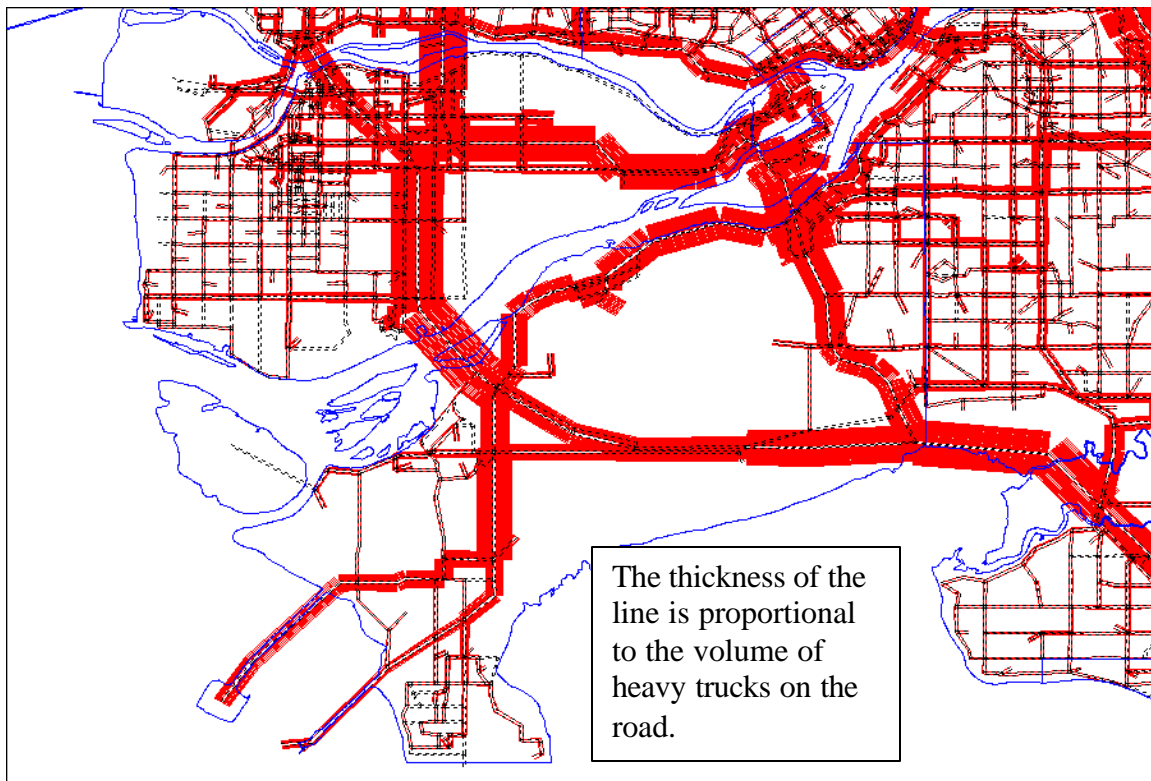 The thickness of the
line is proportional
to the volume of
heavy trucks on the
road.